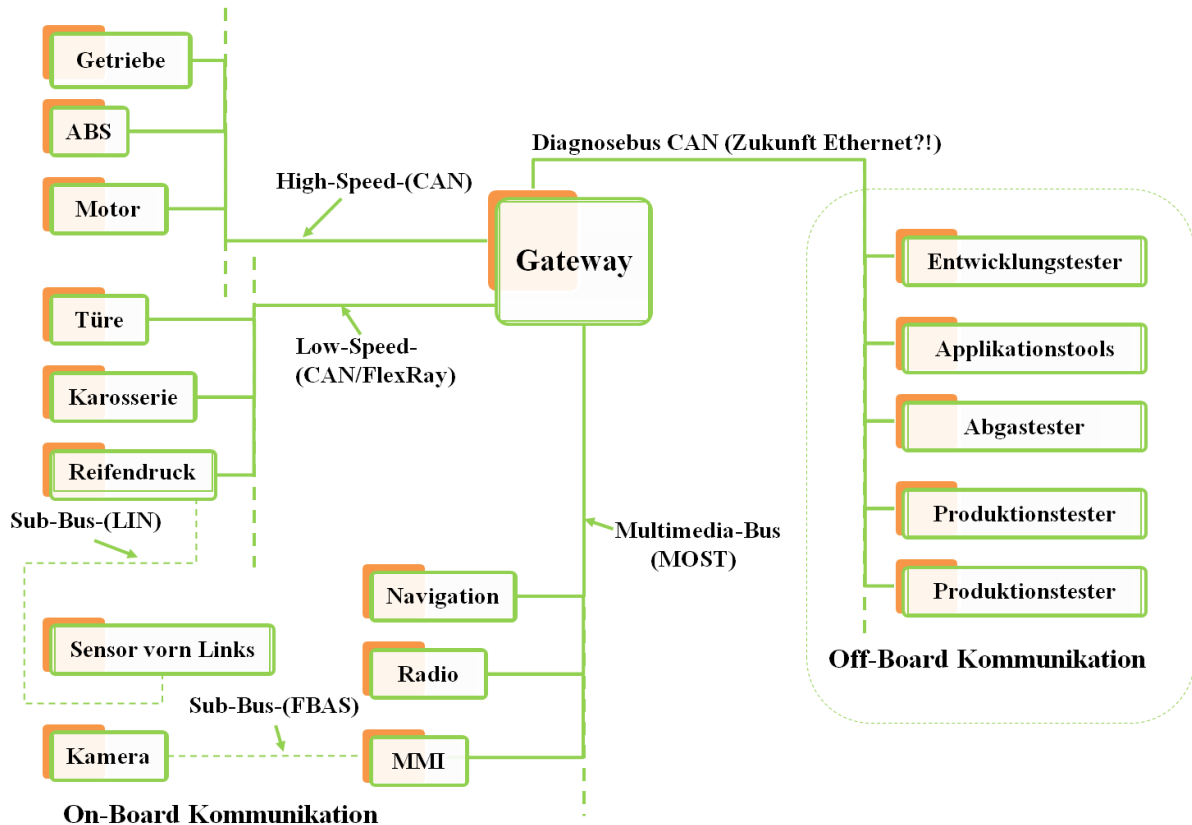 Getriebe
ABS
Motor
High-Speed-(CAN)
Diagnosebus CAN (Zukunft Ethernet?!)
Gateway
Türe
Karosserie
Reifendruck
Low-Speed-
(CAN/FlexRay)
Sub-Bus-(LIN)
Sensor vorn Links
Kamera
Sub-Bus-(FBAS)
Navigation
Radio
MMI
Multimedia-Bus
(MOST)
On-Board Kommunikation
Entwicklungstester
Applikationstools
Abgastester
Produktionstester
Produktionstester
Off-Board Kommunikation